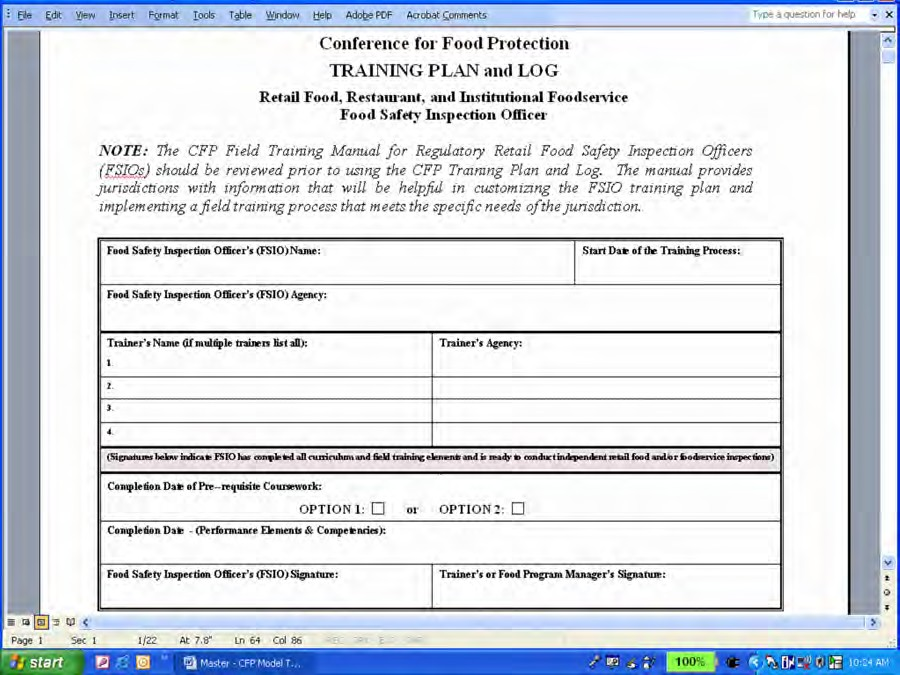 File Edit View Insert Format Tools Table Window Help Adobe PDF Acrobat Comments Type a question for help
Conference for Food Protection
TRAINING PLAN and LOG
Retail Food, Restaurant, and Institutional Foodservice
Food Safety Inspection Officer
NOTE: The CFP Field Training Manual for Regulatory Retail Food Safety Inspection Officers
(FSIOs) should be reviewed prior to using the CFP Training Plan and Log. The manual provides
jurisdictions with information that will be helpful in customizing the FSIO training plan and
implementing a field training process that meets the specific needs of the jurisdiction.
Food Safety Inspection Officer's (FSIO) Name: Start Date of the Training Process:
Food Safety Inspection Officer's (FSIO) Agency:
Trainer's Name (if multiple trainers list all): Trainer's Agency:
1.
2.
3.
4.
(Signatures below indicate FSIO has completed all curriculum and field training elements and is ready to conduct independent retail food and/or foodservice inspections)
Completion Date of Pre-requisite Coursework:
OPTION 1: or OPTION 2:
Completion Date - (Performance Elements & Competencies):
Food Safety Inspection Officer's (FSIO) Signature: Trainer's or Food Program Manager's Signature:
Page 1 Sec 1 1/22 At 7.8" Ln 64 Col 86
start Master - CFP Model T... 100% 10:24 AM